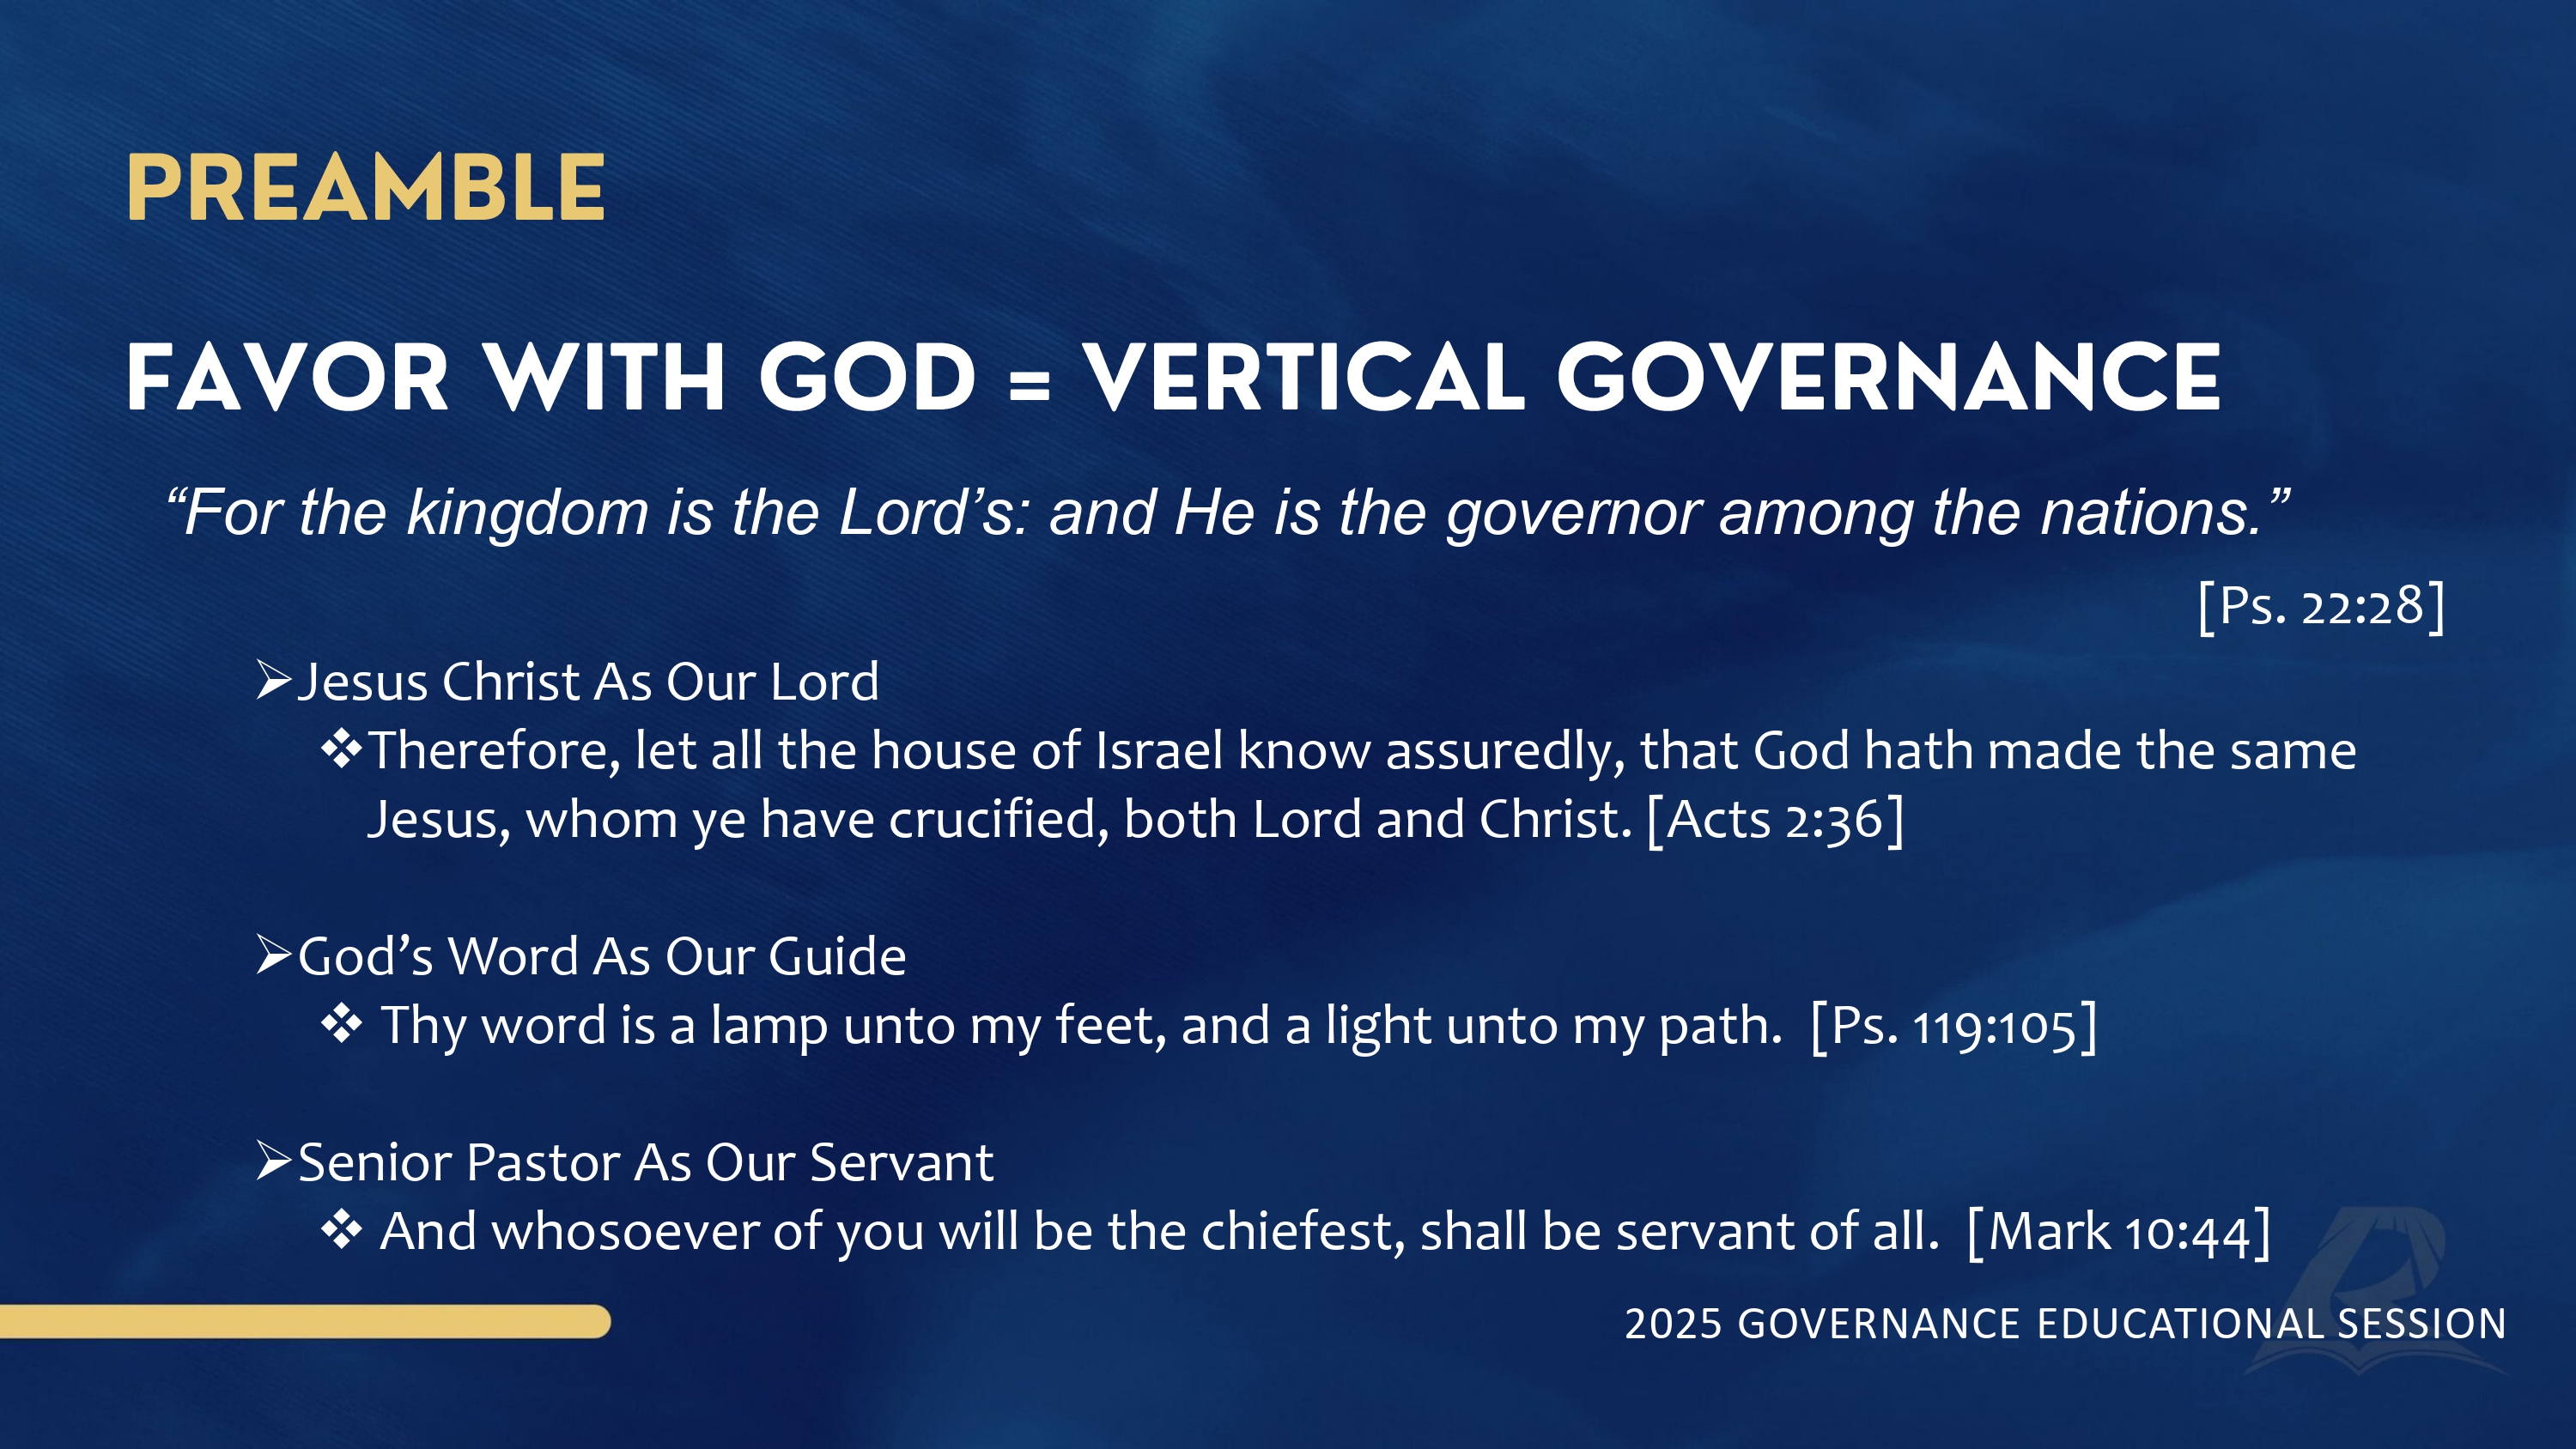 PREAMBLE
FAVOR WITH GOD = VERTICAL GOVERNANCE
“For the kingdom is the Lord’s: and He is the governor among the nations.”
[Ps. 22:28]
➢Jesus Christ As Our Lord
❖Therefore, let all the house of Israel know assuredly, that God hath made the same
Jesus, whom ye have crucified, both Lord and Christ. [Acts 2:36]
➢God’s Word As Our Guide
❖ Thy word is a lamp unto my feet, and a light unto my path.  [Ps. 119:105]
➢Senior Pastor As Our Servant
❖ And whosoever of you will be the chiefest, shall be servant of all.  [Mark 10:44]
2025 GOVERNANCE EDUCATIONAL SESSION